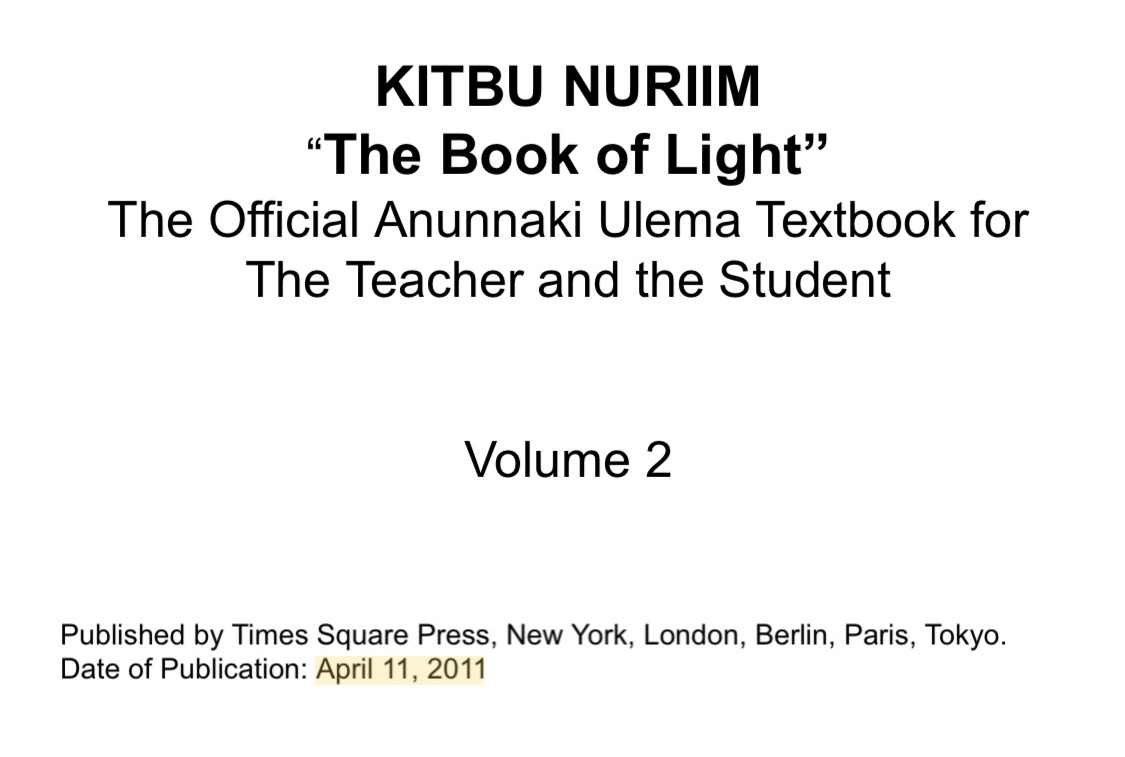 KITBU NURIIM
“The Book of Light”
The Official Anunnaki Ulema Textbook for
The Teacher and the Student
Volume 2
Published by Times Square Press, New York, London, Berlin, Paris, Tokyo.
Date of Publication: April 11, 2011